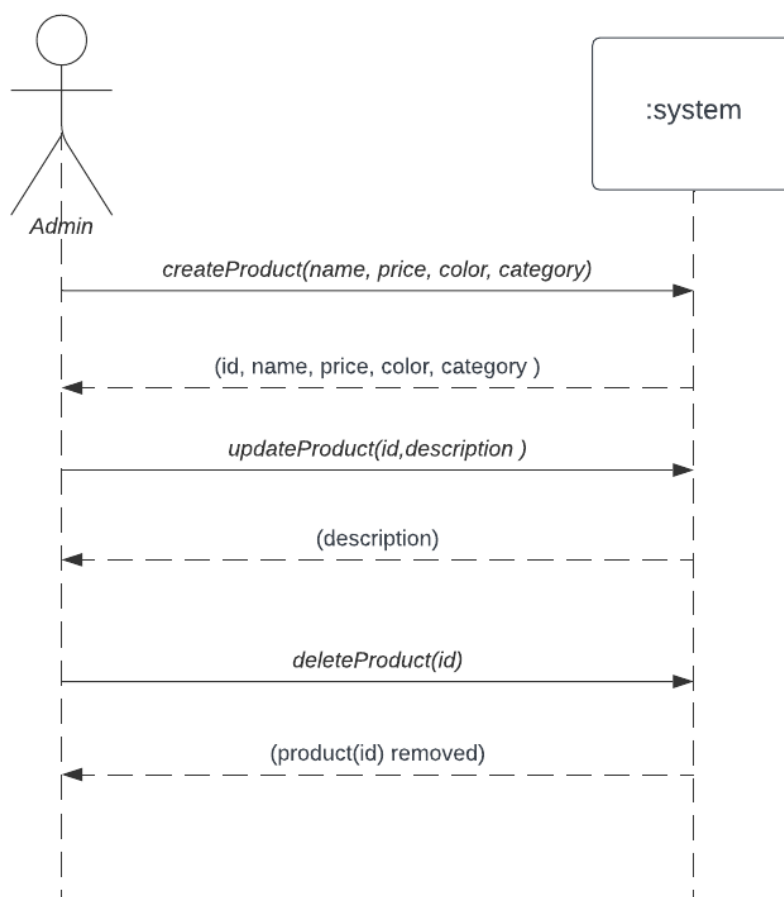 :system
Admin
createProduct(name, price, color, category)
(id, name, price, color, category )
updateProduct(id,description )
(description)
deleteProduct(id)
(product(id) removed)